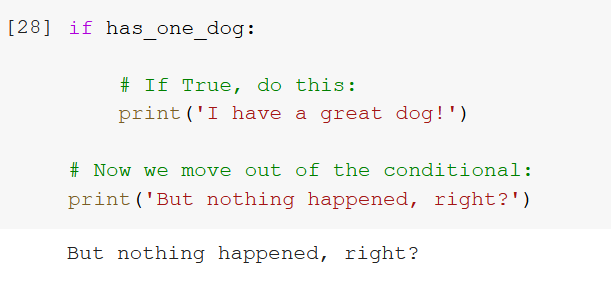 [28] if has_one_dog:
# If True, do this:
print('I have a great dog!')
# Now we move out of the conditional:
print('But nothing happened, right?')
But nothing happened, right?